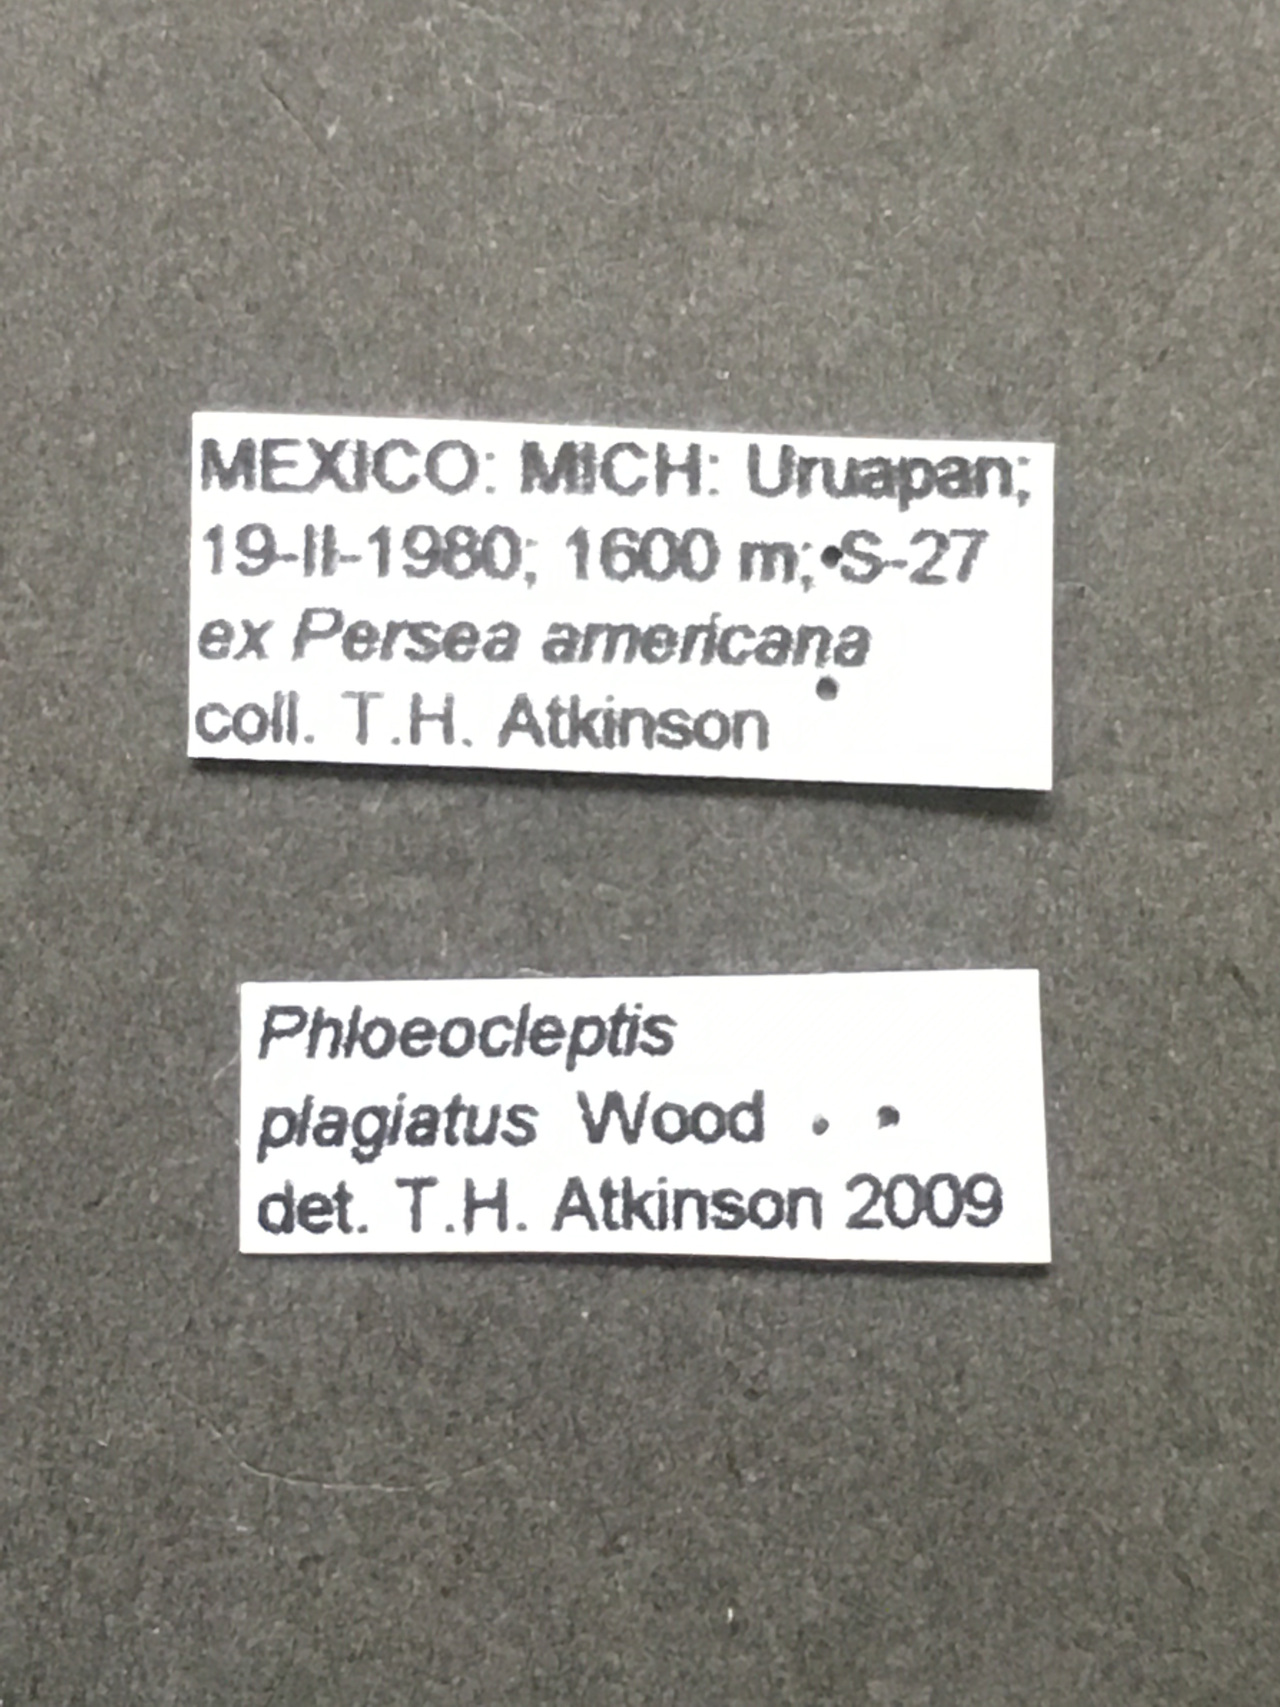 MEXICO: MICH: Uruapan;
19-II-1980; 1600 m; S-27
ex Persea americana
coll. T.H. Atkinson
Phloeocleptis
plagiatus Wood
det. T.H. Atkinson 2009